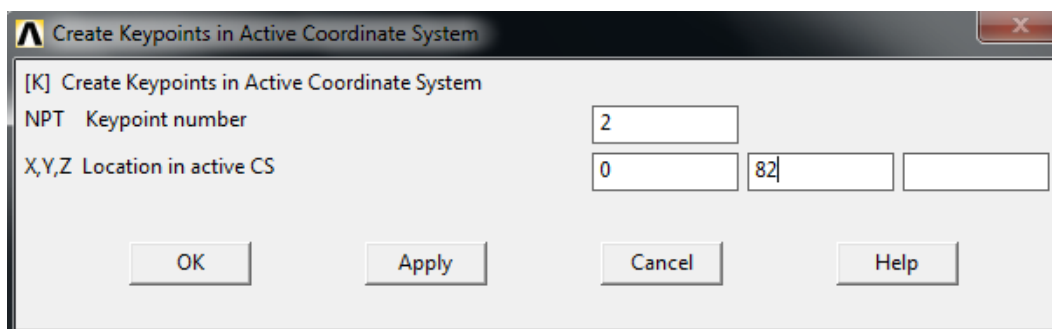 Create Keypoints in Active Coordinate System
[K] Create Keypoints in Active Coordinate System
NPT Keypoint number 2
X,Y,Z Location in active CS 0 82
OK Apply Cancel Help